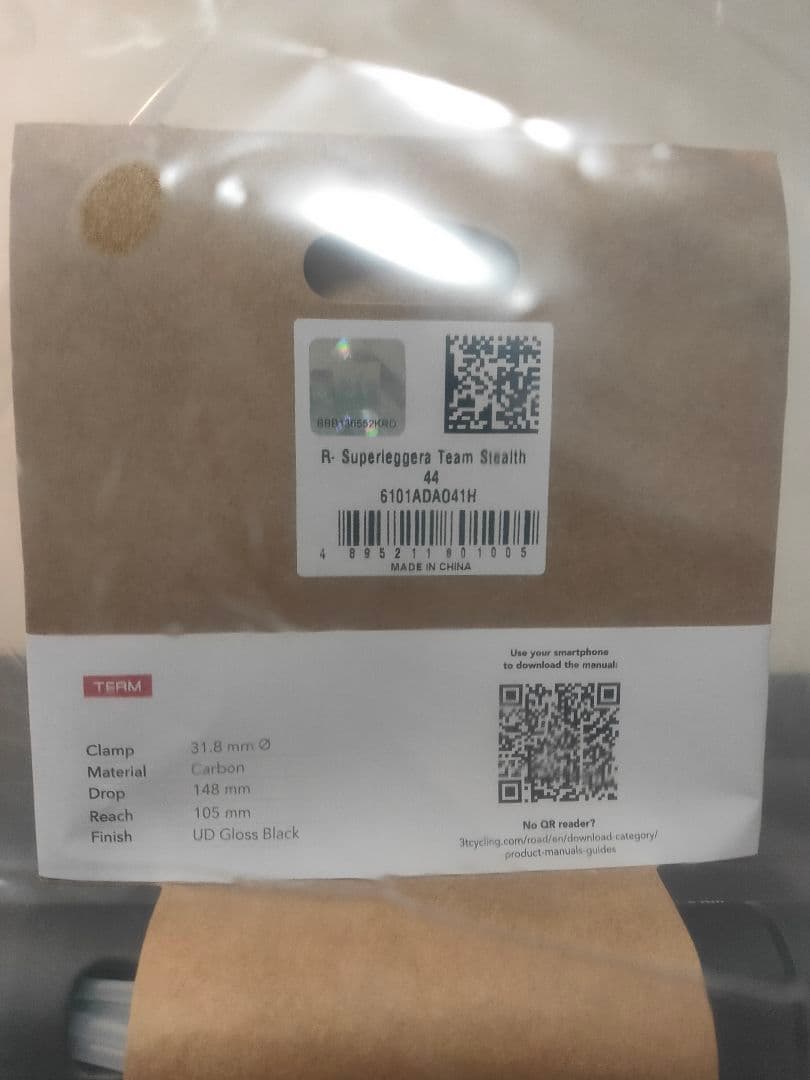 R- Superleggera Team Stealth
44
6101ADA041H
4 895211 801005
MADE IN CHINA
Use your smartphone
to download the manual:
TEAM
Clamp 31.8 mm Ø
Material Carbon
Drop 148 mm
Reach 105 mm
Finish UD Gloss Black
No QR reader?
3tcycling.com/road/en/download-category/
product-manuals-guides